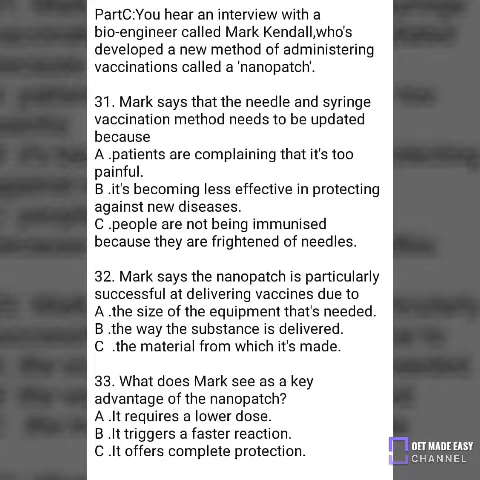 PartC:You hear an interview with a
bio-engineer called Mark Kendall,who's
developed a new method of administering
vaccinations called a 'nanopatch'.
31. Mark says that the needle and syringe
vaccination method needs to be updated
because
A .patients are complaining that it's too
painful.
B .it's becoming less effective in protecting
against new diseases.
C .people are not being immunised
because they are frightened of needles.
32. Mark says the nanopatch is particularly
successful at delivering vaccines due to
A .the size of the equipment that's needed.
B .the way the substance is delivered.
C .the material from which it's made.
33. What does Mark see as a key
advantage of the nanopatch?
A .It requires a lower dose.
B .It triggers a faster reaction.
C .It offers complete protection.
OET MADE EASY
CHANNEL